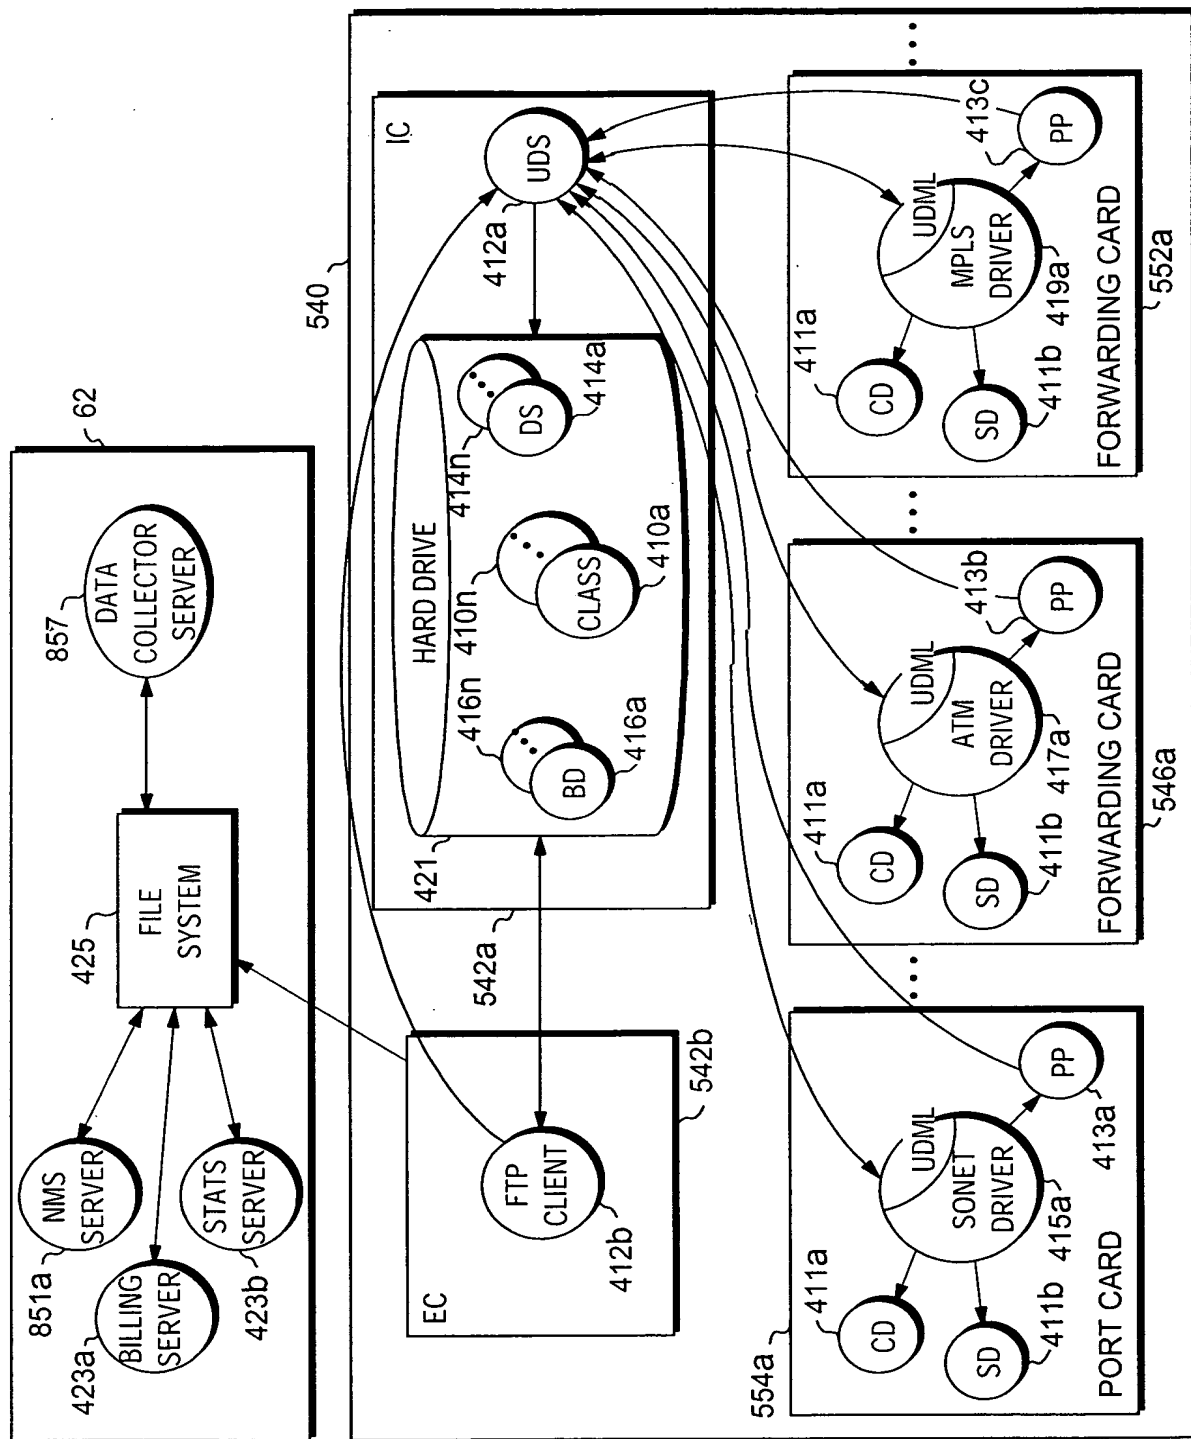 62
857
DATA
COLLECTOR
SERVER
425
FILE
SYSTEM
851a
NMS
SERVER
423a
BILLING
SERVER
STATS
SERVER
423b
540
IC
UDS
412a
HARD DRIVE
414n
DS
414a
410n
CLASS
410a
416n
BD
416a
421
542a
EC
FTP
CLIENT
412b
542b
554a
UDML
SONET
DRIVER
415a
411a
CD
SD
411b
PP
413a
PORT CARD
UDML
ATM
DRIVER
417a
411a
CD
SD
411b
PP
413b
FORWARDING CARD
546a
UDML
MPLS
DRIVER
419a
411a
CD
SD
411b
PP
413c
FORWARDING CARD
552a